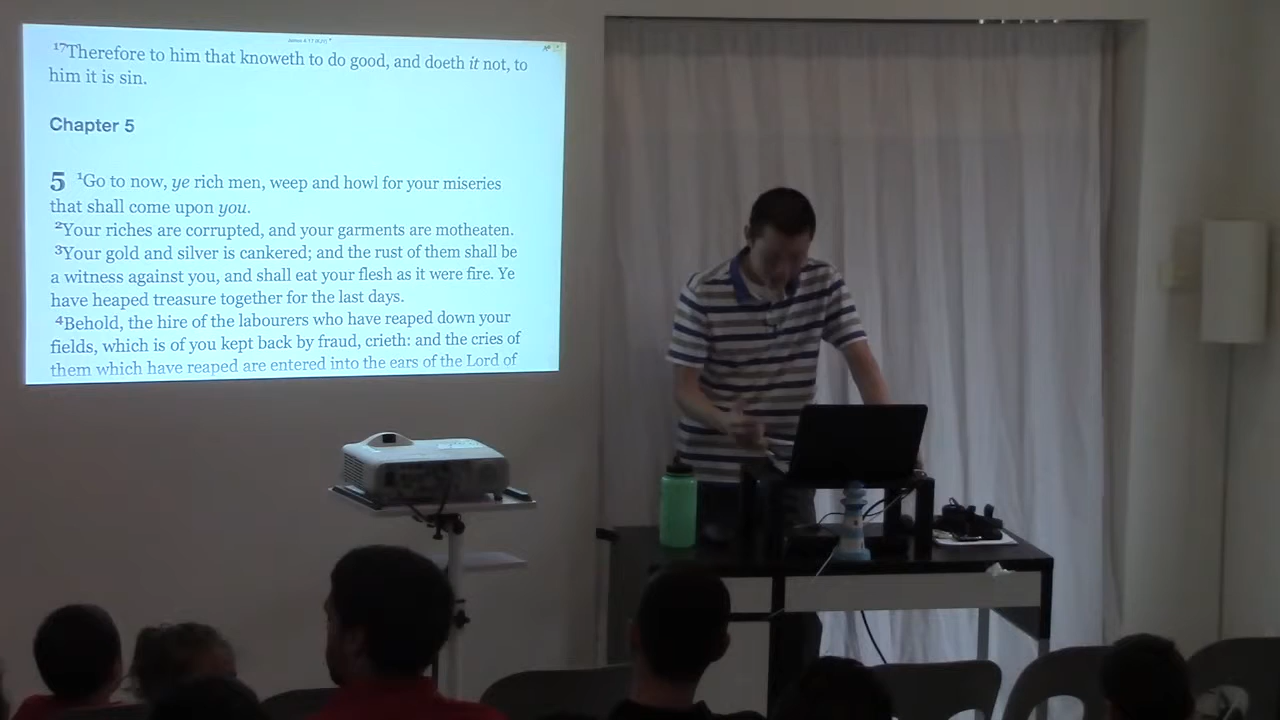 James 4:17 (KJV)
¹⁷Therefore to him that knoweth to do good, and doeth it not, to
him it is sin.
Chapter 5
5 ¹Go to now, ye rich men, weep and howl for your miseries
that shall come upon you.
²Your riches are corrupted, and your garments are motheaten.
³Your gold and silver is cankered; and the rust of them shall be
a witness against you, and shall eat your flesh as it were fire. Ye
have heaped treasure together for the last days.
⁴Behold, the hire of the labourers who have reaped down your
fields, which is of you kept back by fraud, crieth: and the cries of
them which have reaped are entered into the ears of the Lord of